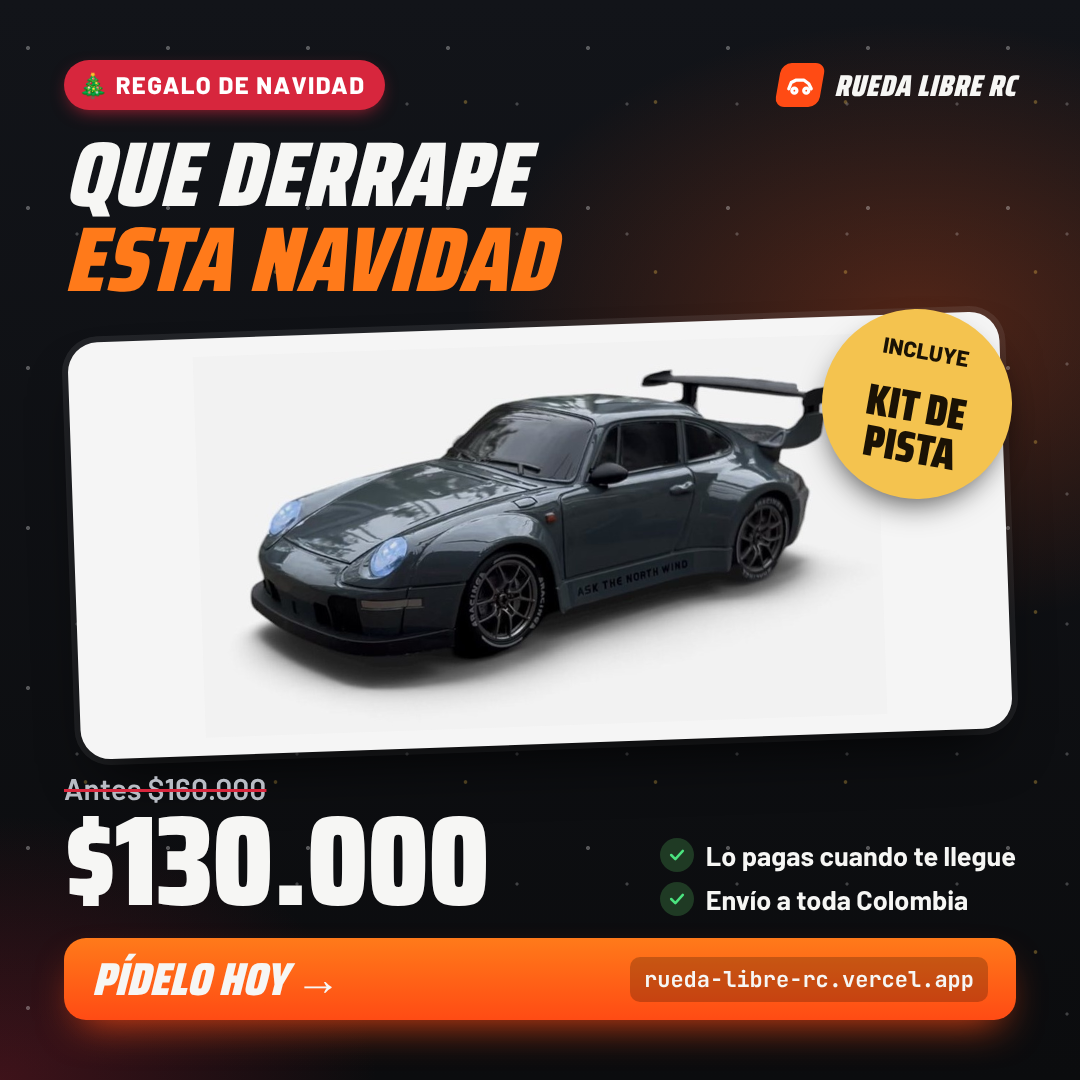 🎄 REGALO DE NAVIDAD
RUEDA LIBRE RC
QUE DERRAPE
ESTA NAVIDAD
INCLUYE
KIT DE
PISTA
ASK THE NORTH WIND
Antes $160.000
$130.000
Lo pagas cuando te llegue
Envío a toda Colombia
PÍDELO HOY →
rueda-libre-rc.vercel.app